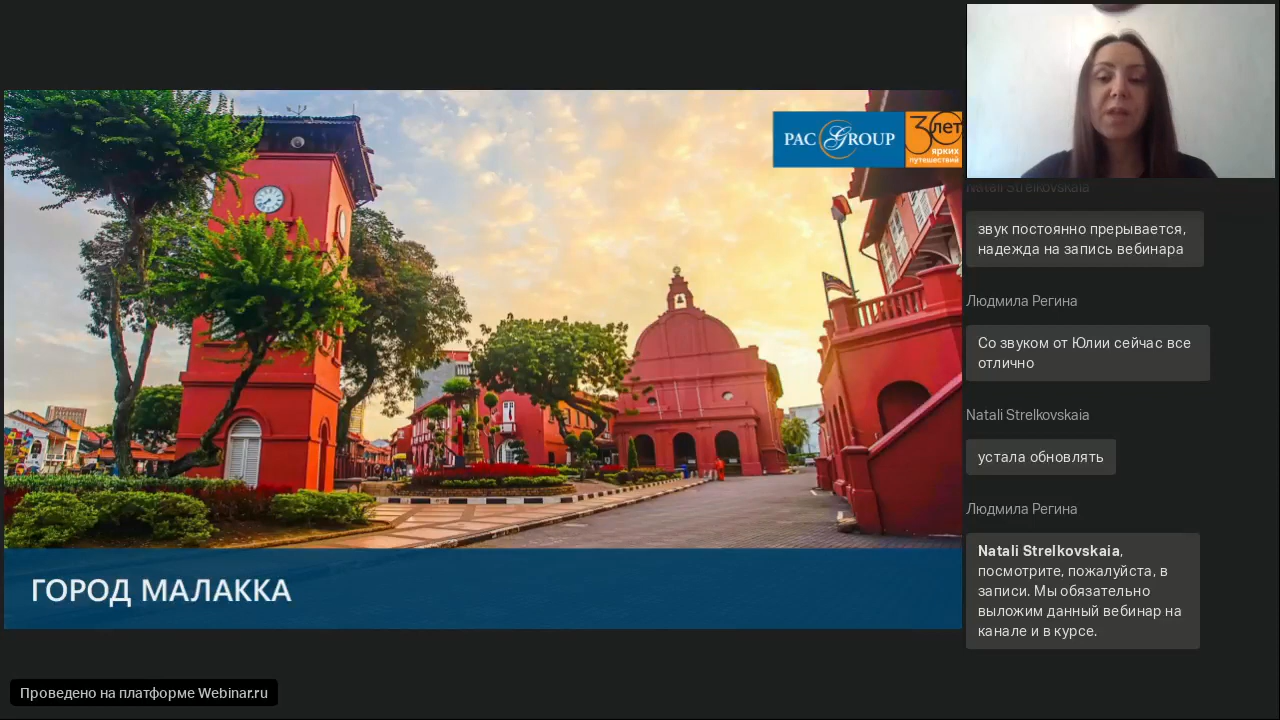 PAC GROUP
30 лет
ярких
путешествий
ГОРОД МАЛАККА
Проведено на платформе Webinar.ru
Natali Strelkovskaia
звук постоянно прерывается,
надежда на запись вебинара
Людмила Регина
Со звуком от Юлии сейчас все
отлично
Natali Strelkovskaia
устала обновлять
Людмила Регина
Natali Strelkovskaia,
посмотрите, пожалуйста, в
записи. Мы обязательно
выложим данный вебинар на
канале и в курсе.